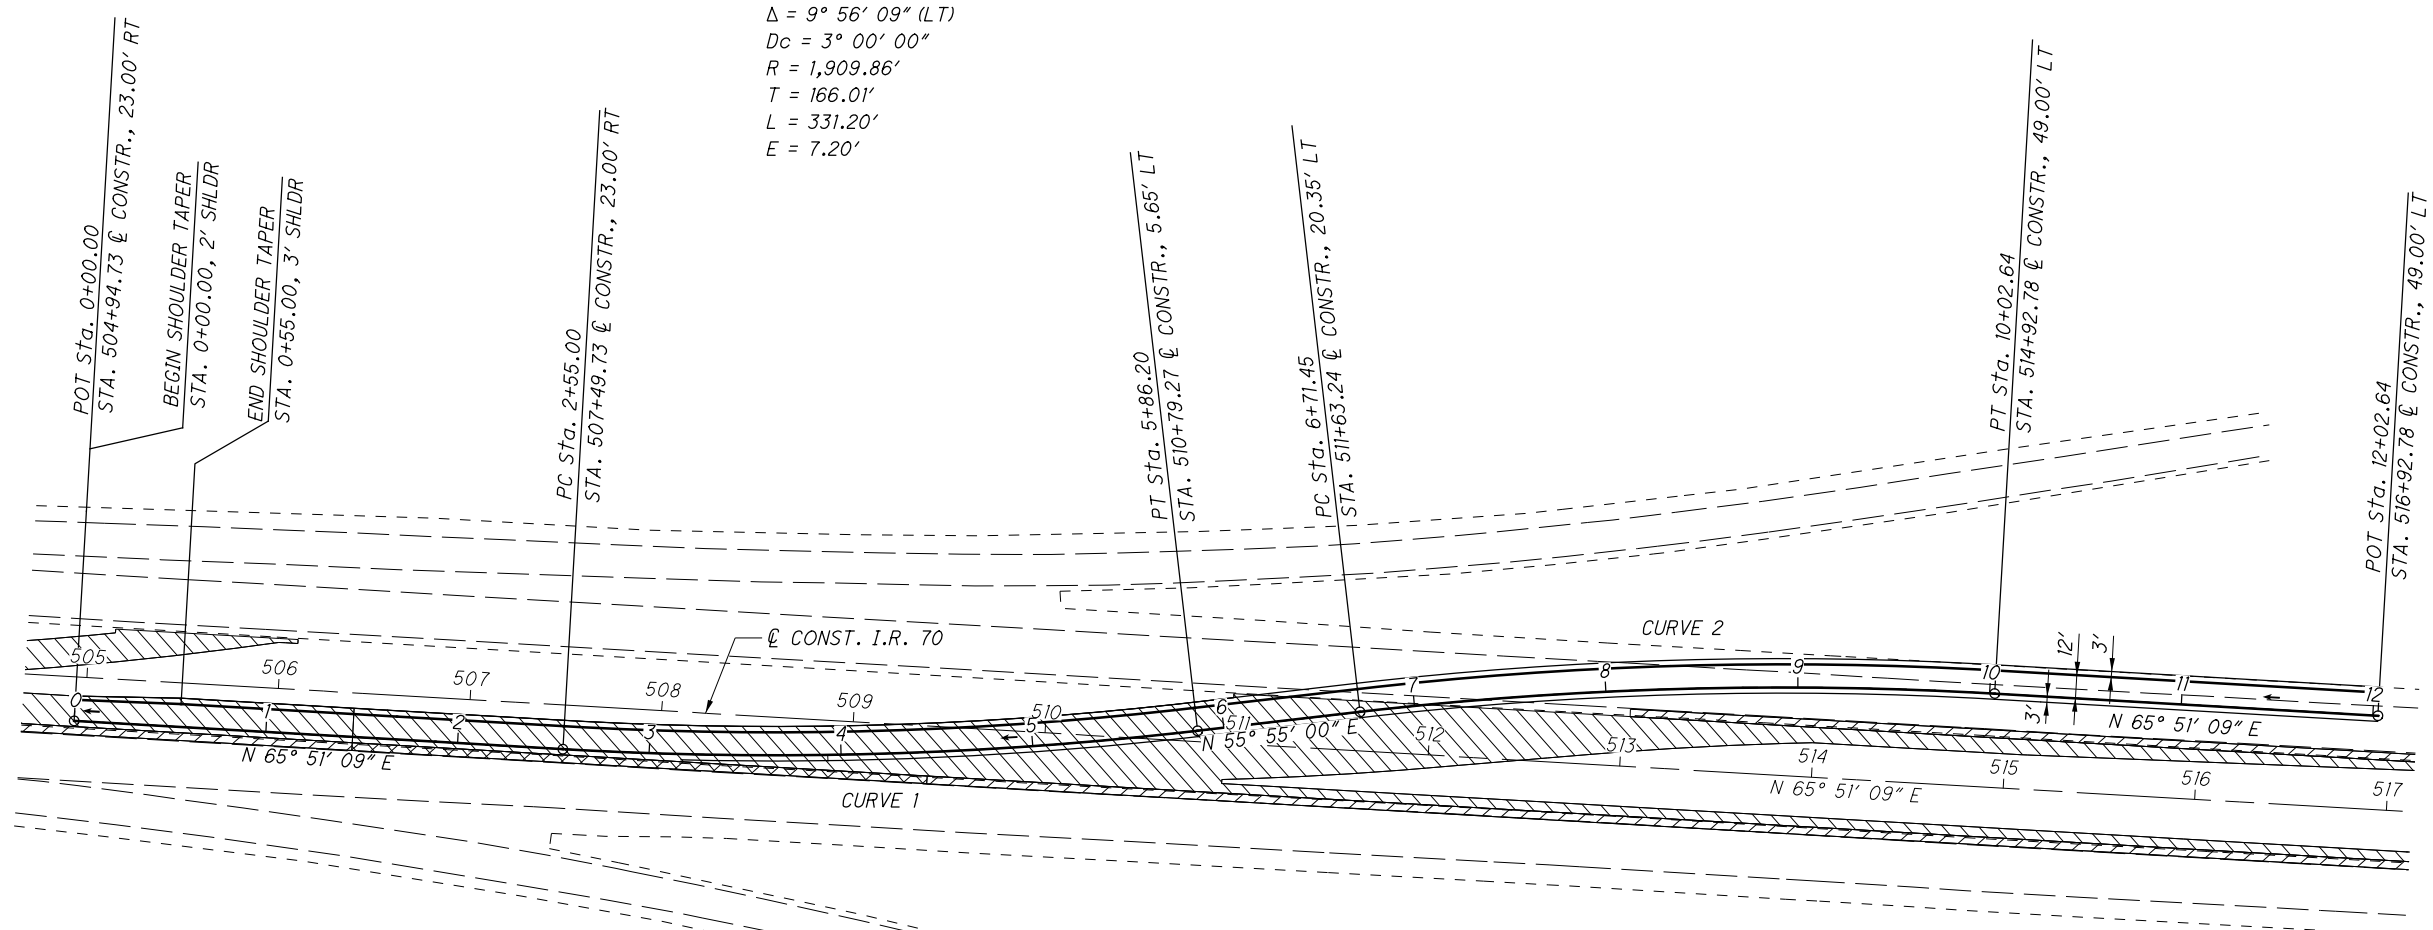 Δ = 9° 56' 09" (LT)
Dc = 3° 00' 00"
R = 1,909.86'
T = 166.01'
L = 331.20'
E = 7.20'
POT Sta. 0+00.00
STA. 504+94.73 ℄ CONSTR., 23.00' RT
BEGIN SHOULDER TAPER
STA. 0+00.00, 2' SHLDR
END SHOULDER TAPER
STA. 0+55.00, 3' SHLDR
PC Sta. 2+55.00
STA. 507+49.73 ℄ CONSTR., 23.00' RT
PT Sta. 5+86.20
STA. 510+79.27 ℄ CONSTR., 5.65' LT
PC Sta. 6+71.45
STA. 511+63.24 ℄ CONSTR., 20.35' LT
PT Sta. 10+02.64
STA. 514+92.78 ℄ CONSTR., 49.00' LT
POT Sta. 12+02.64
STA. 516+92.78 ℄ CONSTR., 49.00' LT
℄ CONST. I.R. 70
CURVE 2
12'
3'
3'
505
506
507
508
509
510
511
512
513
514
515
516
517
0
1
2
3
4
5
6
7
8
9
10
11
12
N 65° 51' 09" E
N 55° 55' 00" E
N 65° 51' 09" E
N 65° 51' 09" E
CURVE 1